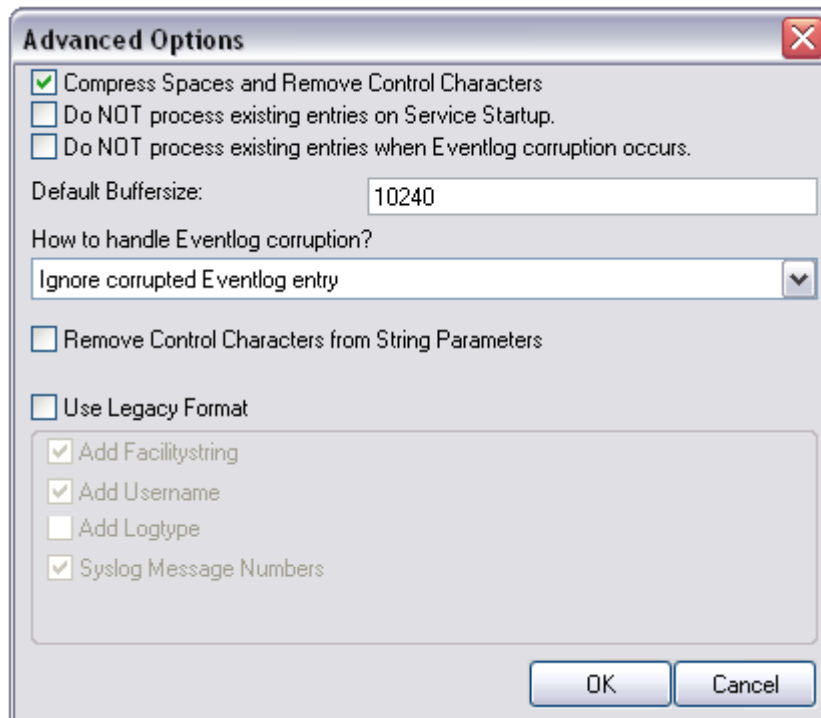 Advanced Options
Compress Spaces and Remove Control Characters
Do NOT process existing entries on Service Startup.
Do NOT process existing entries when Eventlog corruption occurs.
Default Buffersize: 10240
How to handle Eventlog corruption?
Ignore corrupted Eventlog entry
Remove Control Characters from String Parameters
Use Legacy Format
Add Facilitystring
Add Username
Add Logtype
Syslog Message Numbers
OK Cancel